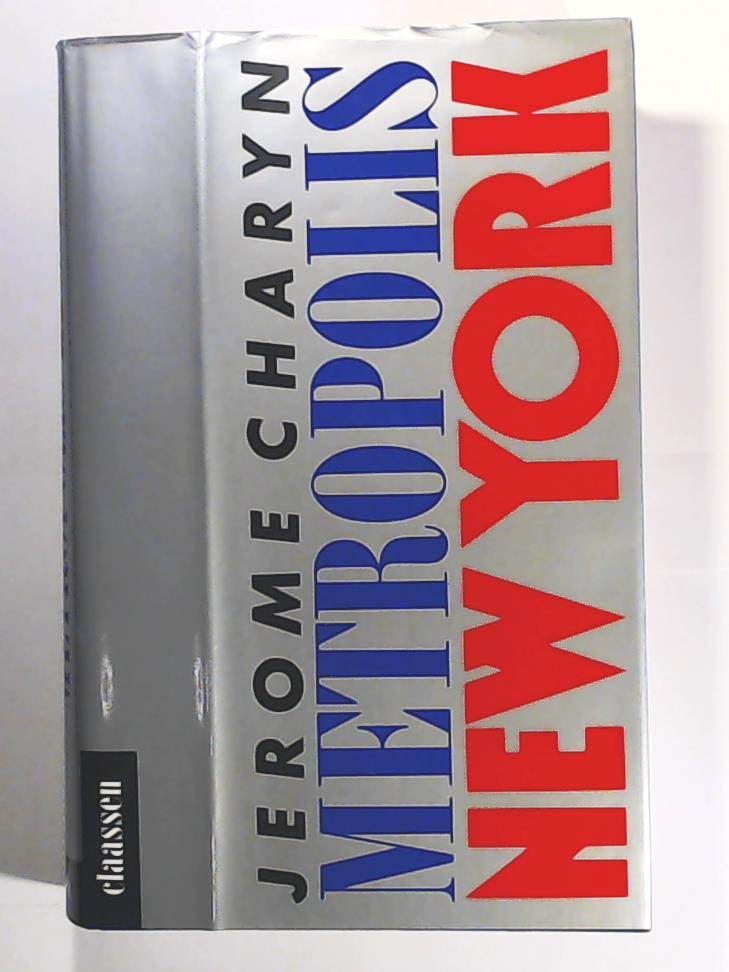 JEROME CHARYN
METROPOLIS
NEW YORK
claassen